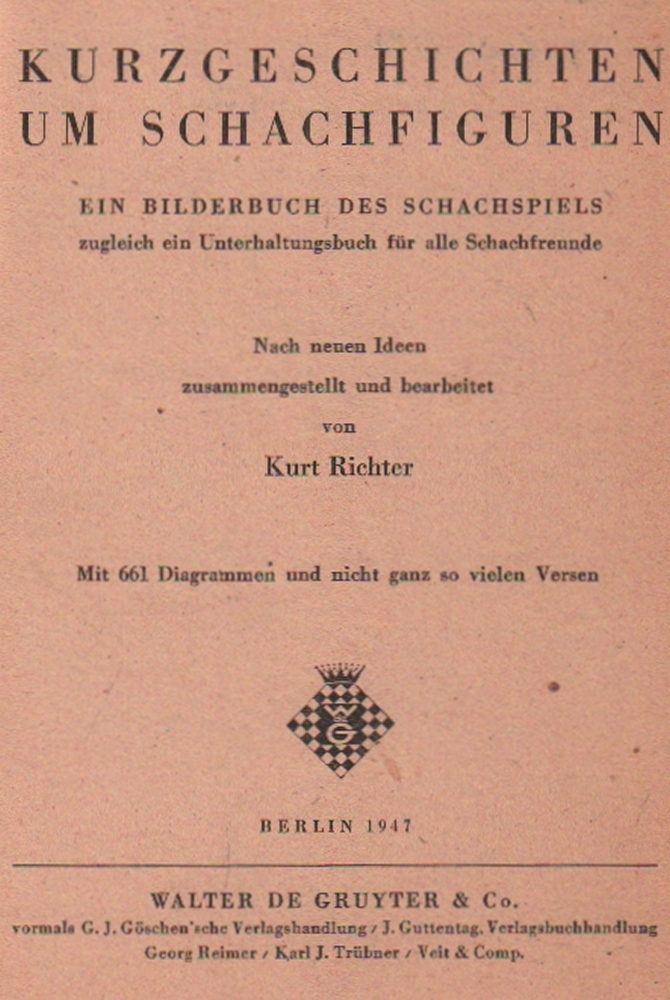 KURZGESCHICHTEN
UM SCHACHFIGUREN
EIN BILDERBUCH DES SCHACHSPIELS
zugleich ein Unterhaltungsbuch für alle Schachfreunde
Nach neuen Ideen
zusammengestellt und bearbeitet
von
Kurt Richter
Mit 661 Diagrammen und nicht ganz so vielen Versen
W
G
BERLIN 1947
WALTER DE GRUYTER & Co.
vormals G. J. Göschen'sche Verlagshandlung / J. Guttentag, Verlagsbuchhandlung
Georg Reimer / Karl J. Trübner / Veit & Comp.